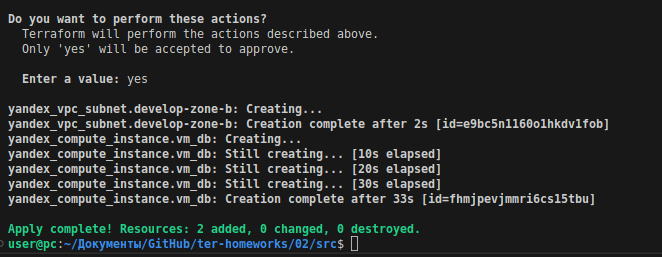 Do you want to perform these actions?
Terraform will perform the actions described above.
Only 'yes' will be accepted to approve.
Enter a value: yes
yandex_vpc_subnet.develop-zone-b: Creating...
yandex_vpc_subnet.develop-zone-b: Creation complete after 2s [id=e9bc5n1160o1hkdv1fob]
yandex_compute_instance.vm_db: Creating...
yandex_compute_instance.vm_db: Still creating... [10s elapsed]
yandex_compute_instance.vm_db: Still creating... [20s elapsed]
yandex_compute_instance.vm_db: Still creating... [30s elapsed]
yandex_compute_instance.vm_db: Creation complete after 33s [id=fhmjpevjmmri6cs15tbu]
Apply complete! Resources: 2 added, 0 changed, 0 destroyed.
user@pc:~/Документы/GitHub/ter-homeworks/02/src$